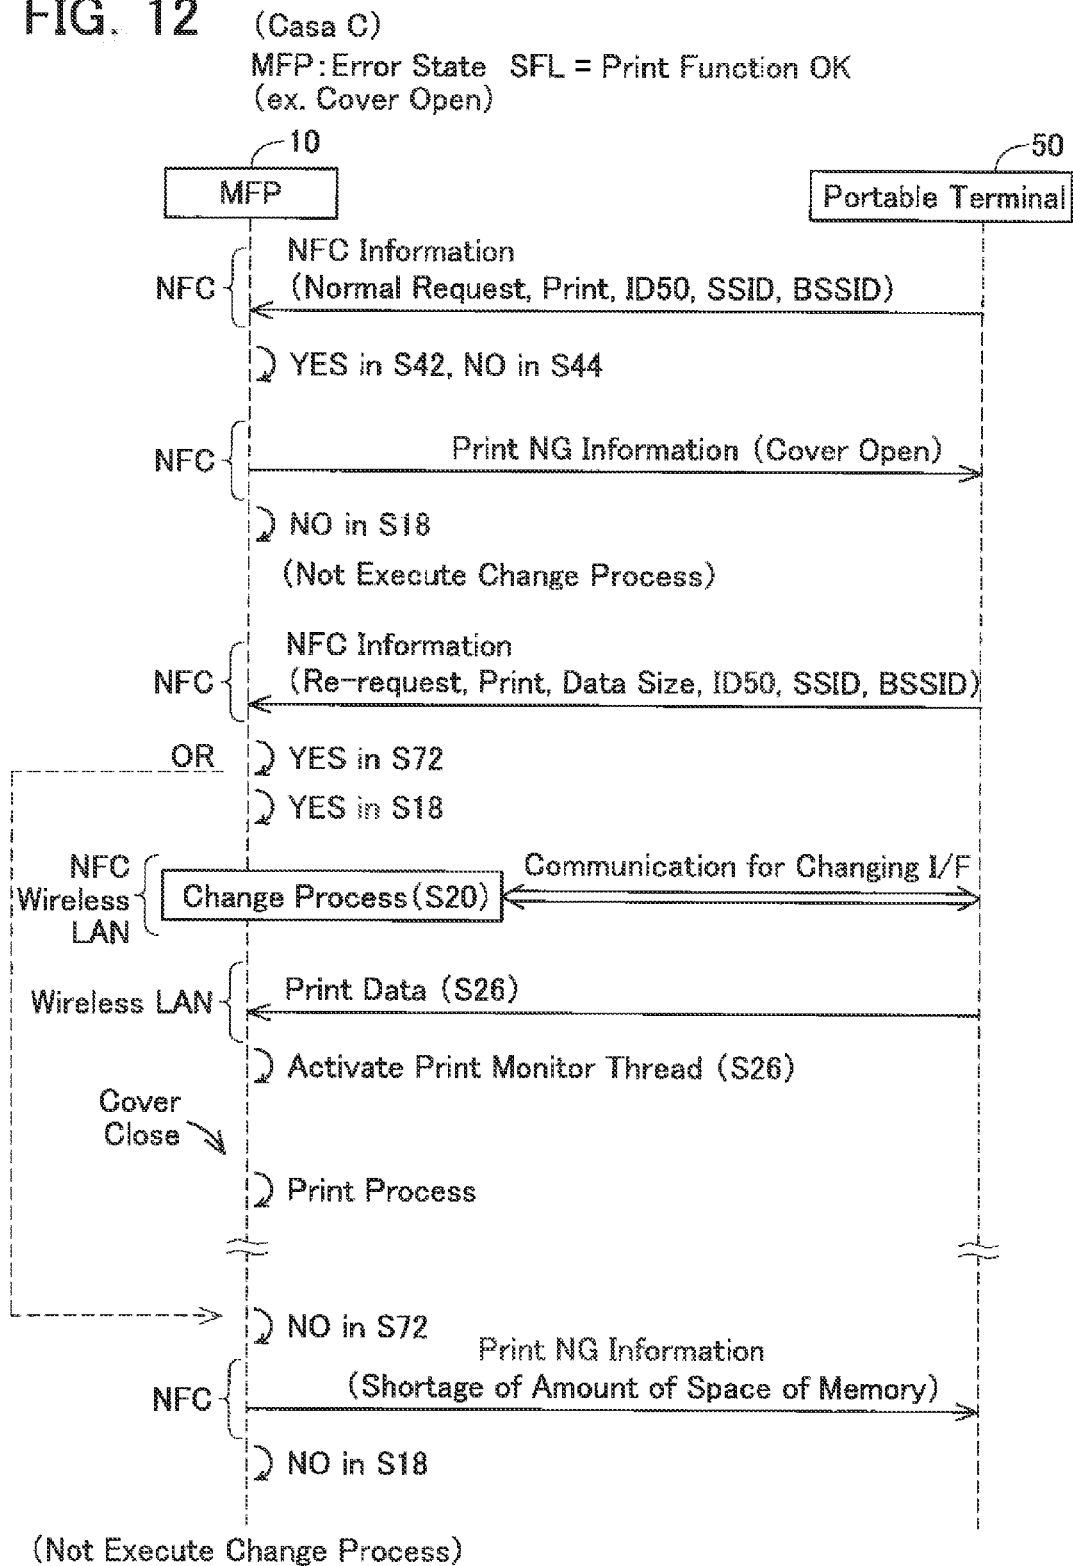 FIG. 12
(Casa C)
MFP:Error State SFL = Print Function OK
(ex. Cover Open)
10
50
MFP
Portable Terminal
NFC Information
NFC
(Normal Request, Print, ID50, SSID, BSSID)
YES in S42, NO in S44
NFC
Print NG Information (Cover Open)
NO in S18
(Not Execute Change Process)
NFC Information
NFC
(Re-request, Print, Data Size, ID50, SSID, BSSID)
OR
YES in S72
YES in S18
NFC
Wireless
LAN
Change Process(S20)
Communication for Changing I/F
Wireless LAN
Print Data (S26)
Activate Print Monitor Thread (S26)
Cover
Close
Print Process
NO in S72
Print NG Information
NFC
(Shortage of Amount of Space of Memory)
NO in S18
(Not Execute Change Process)